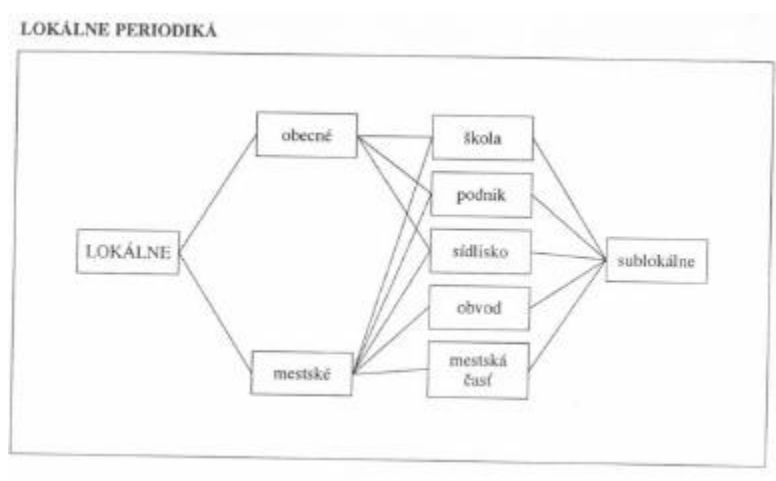 LOKÁLNE PERIODIKÁ
obecné
škola
podnik
LOKÁLNE
sídlisko
sublokálne
obvod
mestské
mestská
časť